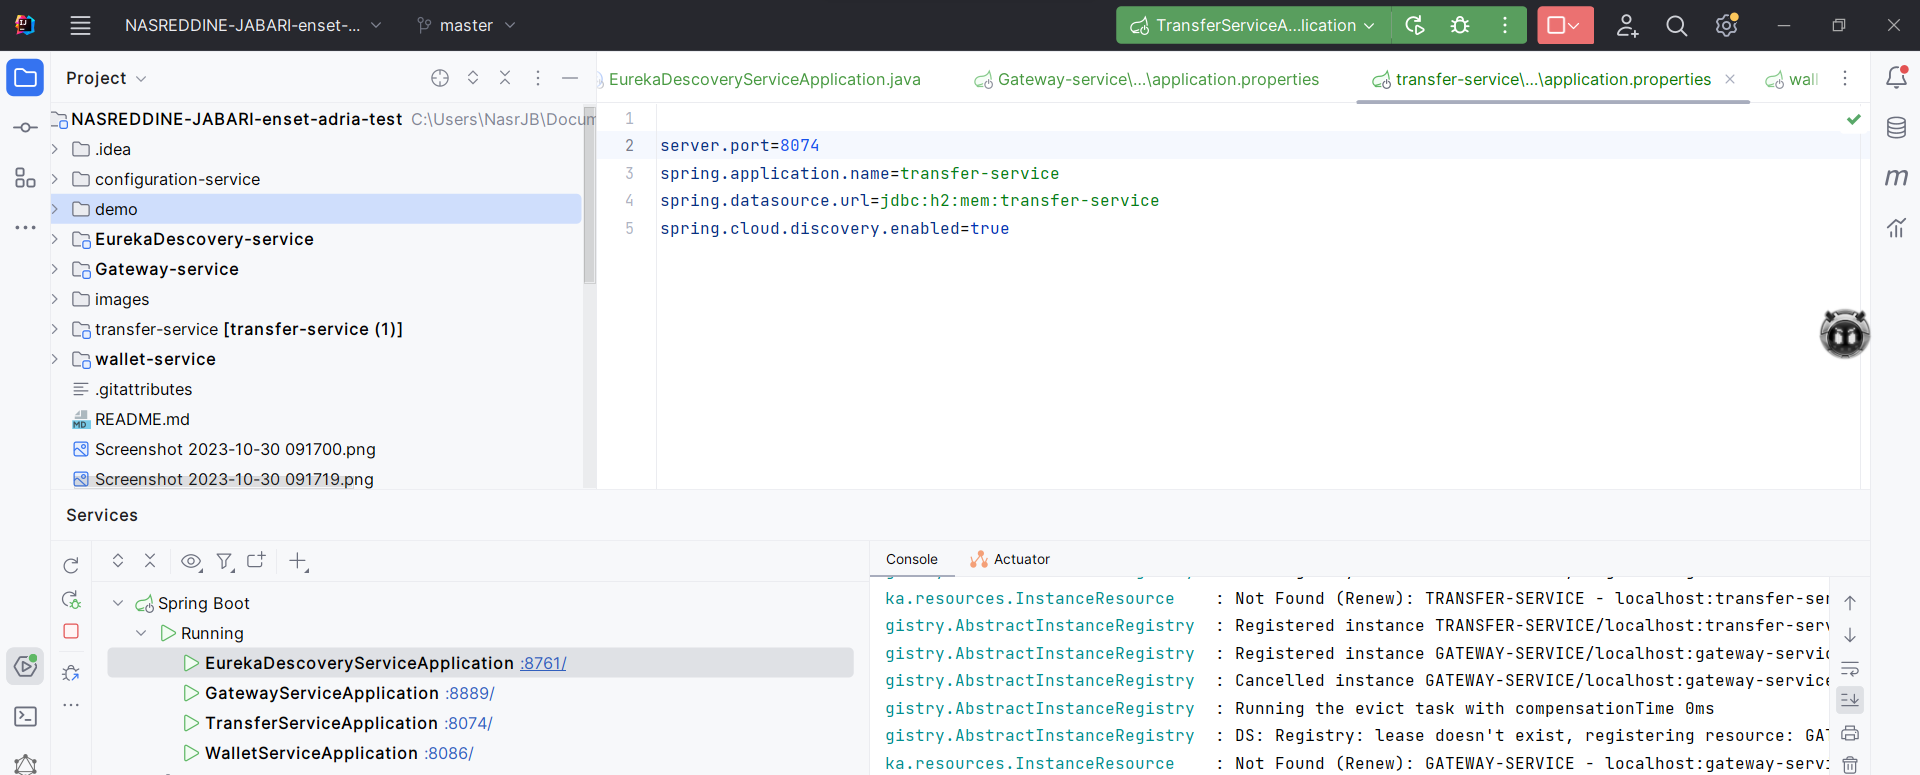 NASREDDINE-JABARI-enset-...
master
TransferServiceA...lication
Project
EurekaDescoveryServiceApplication.java
Gateway-service\...\application.properties
transfer-service\...\application.properties
wall
NASREDDINE-JABARI-enset-adria-test C:\Users\NasrJB\Docum
.idea
configuration-service
demo
EurekaDescovery-service
Gateway-service
images
transfer-service [transfer-service (1)]
wallet-service
.gitattributes
README.md
Screenshot 2023-10-30 091700.png
Screenshot 2023-10-30 091719.png
1
2 server.port=8074
3 spring.application.name=transfer-service
4 spring.datasource.url=jdbc:h2:mem:transfer-service
5 spring.cloud.discovery.enabled=true
Services
Spring Boot
Running
EurekaDescoveryServiceApplication :8761/
GatewayServiceApplication :8889/
TransferServiceApplication :8074/
WalletServiceApplication :8086/
Console
Actuator
ka.resources.InstanceResource : Not Found (Renew): TRANSFER-SERVICE - localhost:transfer-ser
gistry.AbstractInstanceRegistry : Registered instance TRANSFER-SERVICE/localhost:transfer-serv
gistry.AbstractInstanceRegistry : Registered instance GATEWAY-SERVICE/localhost:gateway-servic
gistry.AbstractInstanceRegistry : Cancelled instance GATEWAY-SERVICE/localhost:gateway-service
gistry.AbstractInstanceRegistry : Running the evict task with compensationTime 0ms
gistry.AbstractInstanceRegistry : DS: Registry: lease doesn't exist, registering resource: GAT
ka.resources.InstanceResource : Not Found (Renew): GATEWAY-SERVICE - localhost:gateway-servi